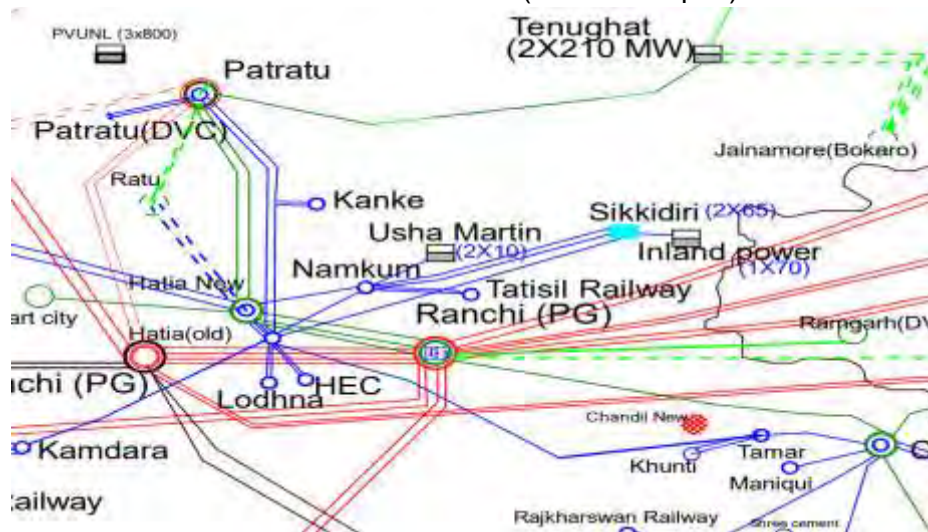 PVUNL (3x800)
Tenughat
(2X210 MW)
Patratu
Patratu(DVC)
Jainamore(Bokaro)
Ratu
Kanke
Sikkidiri (2X65)
Usha Martin
(2X10)
Inland power
(1X70)
Namkum
Hatia New
Tatisil Railway
Ranchi (PG)
art city
Hatia(old)
Ramgarh(DV
nchi (PG)
HEC
Lodhna
Chandil New
Kamdara
Tamar
Khunti
Maniqui
ailway
Rajkharswan Railway
Shree cement